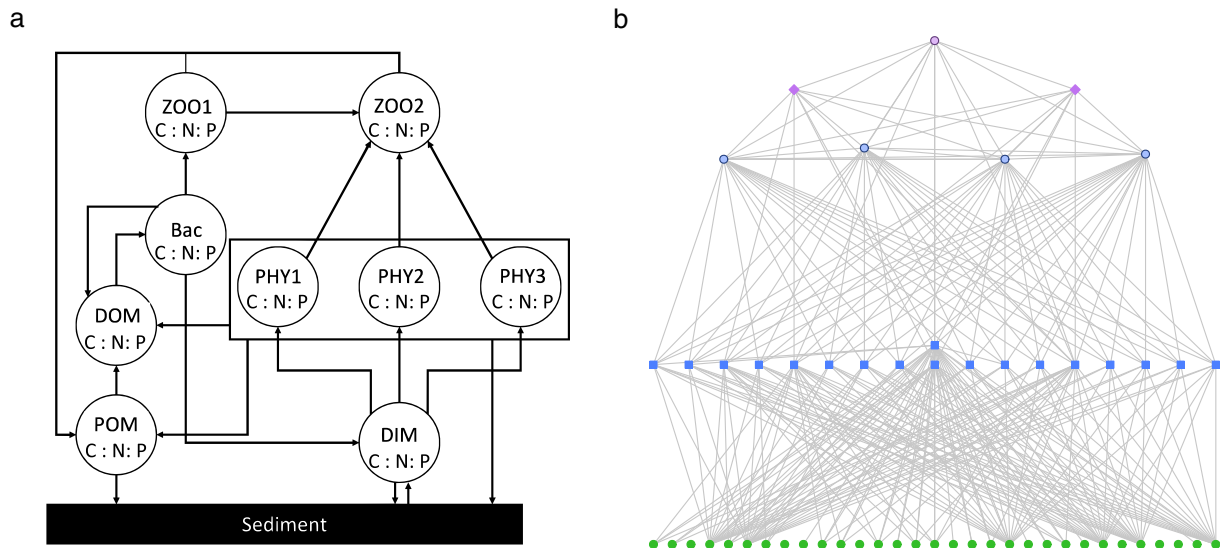 a
b
ZOO1
C : N: P
ZOO2
C : N: P
Bac
C : N: P
PHY1
C : N: P
PHY2
C : N: P
PHY3
C : N: P
DOM
C : N: P
POM
C : N: P
DIM
C : N: P
Sediment